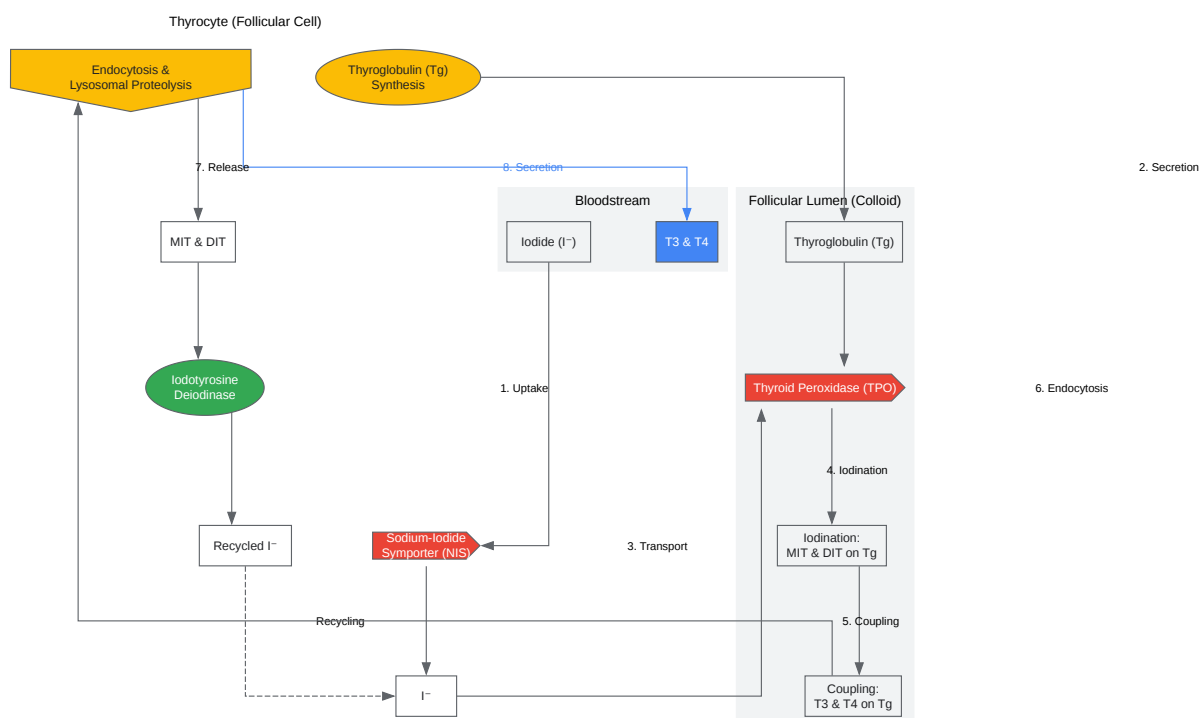 Thyrocyte (Follicular Cell)
Endocytosis &
Lysosomal Proteolysis
Thyroglobulin (Tg)
Synthesis
7. Release
8. Secretion
2. Secretion
Bloodstream
Follicular Lumen (Colloid)
MIT & DIT
Iodide (I⁻)
T3 & T4
Thyroglobulin (Tg)
Iodotyrosine
Deiodinase
1. Uptake
Thyroid Peroxidase (TPO)
6. Endocytosis
4. Iodination
Recycled I⁻
Sodium-Iodide
Symporter (NIS)
3. Transport
Iodination:
MIT & DIT on Tg
Recycling
5. Coupling
I⁻
Coupling:
T3 & T4 on Tg